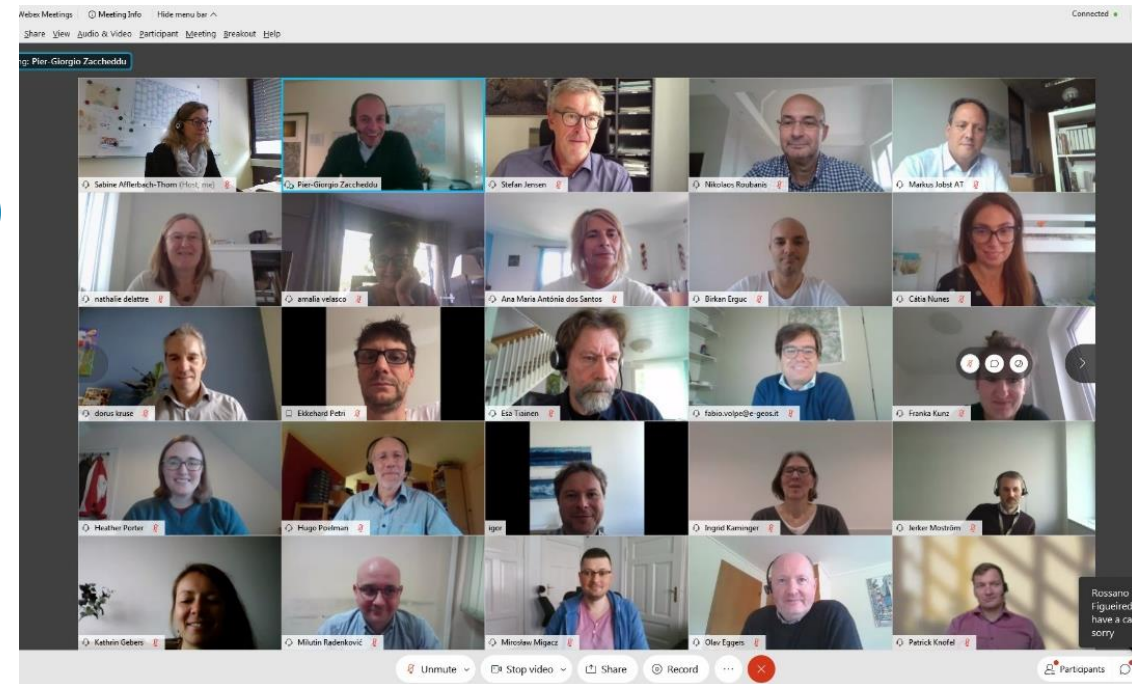 Webex Meetings Meeting Info Hide menu bar Connected
Share View Audio & Video Participant Meeting Breakout Help
ng: Pier-Giorgio Zaccheddu
Sabine Afflerbach-Thom (Host, me) Pier-Giorgio Zaccheddu Stefan Jensen Nikolaos Roubanis Markus Jobst AT
nathalie delattre amalia velasco Ana Maria Antónia dos Santos Birkan Erguc Cátia Nunes
dorus kruse Ekkehard Petri Esa Tiainen fabio.volpe@e-geos.it Franka Kunz
Heather Porter Hugo Poelman igor Ingrid Kaminger Jerker Moström
Kathrin Gebers Milutin Radenković Mirosław Migacz Olav Eggers Patrick Knofel
Rossano
Figueired
have a ca
sorry
Unmute Stop video Share Record ... Participants